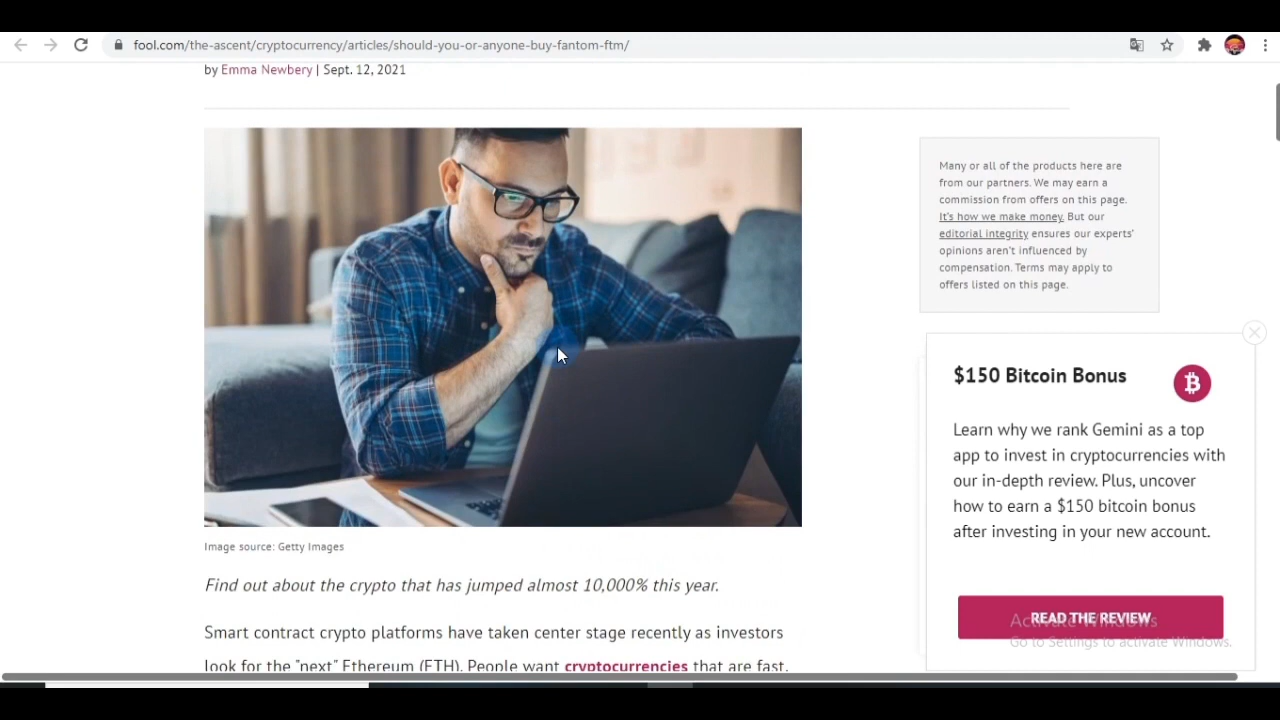 fool.com/the-ascent/cryptocurrency/articles/should-you-or-anyone-buy-fantom-ftm/
by Emma Newbery | Sept. 12, 2021
Many or all of the products here are
from our partners. We may earn a
commission from offers on this page.
It's how we make money. But our
editorial integrity ensures our experts'
opinions aren't influenced by
compensation. Terms may apply to
offers listed on this page.
$150 Bitcoin Bonus
Learn why we rank Gemini as a top
app to invest in cryptocurrencies with
our in-depth review. Plus, uncover
how to earn a $150 bitcoin bonus
after investing in your new account.
READ THE REVIEW
Activate Windows
Go to Settings to activate Windows.
Image source: Getty Images
Find out about the crypto that has jumped almost 10,000% this year.
Smart contract crypto platforms have taken center stage recently as investors
look for the "next" Ethereum (ETH). People want cryptocurrencies that are fast,